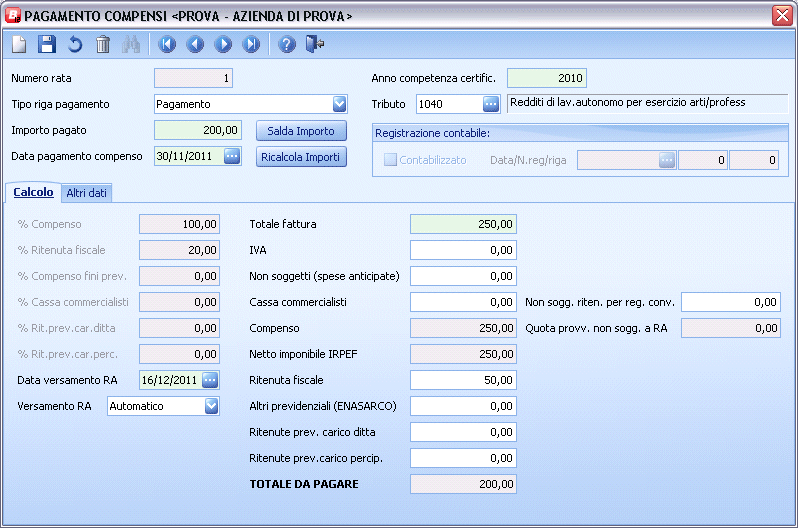 PAGAMENTO COMPENSI <PROVA - AZIENDA DI PROVA>
Numero rata 1 Anno competenza certific. 2010
Tipo riga pagamento Pagamento Tributo 1040 Redditi di lav.autonomo per esercizio arti/profess
Importo pagato 200,00 Salda Importo Registrazione contabile:
Data pagamento compenso 30/11/2011 Ricalcola Importi Contabilizzato Data/N.reg/riga 0 0
Calcolo Altri dati
% Compenso 100,00 Totale fattura 250,00
% Ritenuta fiscale 20,00 IVA 0,00
% Compenso fini prev. 0,00 Non soggetti (spese anticipate) 0,00
% Cassa commercialisti 0,00 Cassa commercialisti 0,00 Non sogg. riten. per reg. conv. 0,00
% Rit.prev.car.ditta 0,00 Compenso 250,00 Quota provv. non sogg. a RA 0,00
% Rit.prev.car.perc. 0,00 Netto imponibile IRPEF 250,00
Data versamento RA 16/12/2011 Ritenuta fiscale 50,00
Versamento RA Automatico Altri previdenziali (ENASARCO) 0,00
Ritenute prev. carico ditta 0,00
Ritenute prev.carico percip. 0,00
TOTALE DA PAGARE 200,00